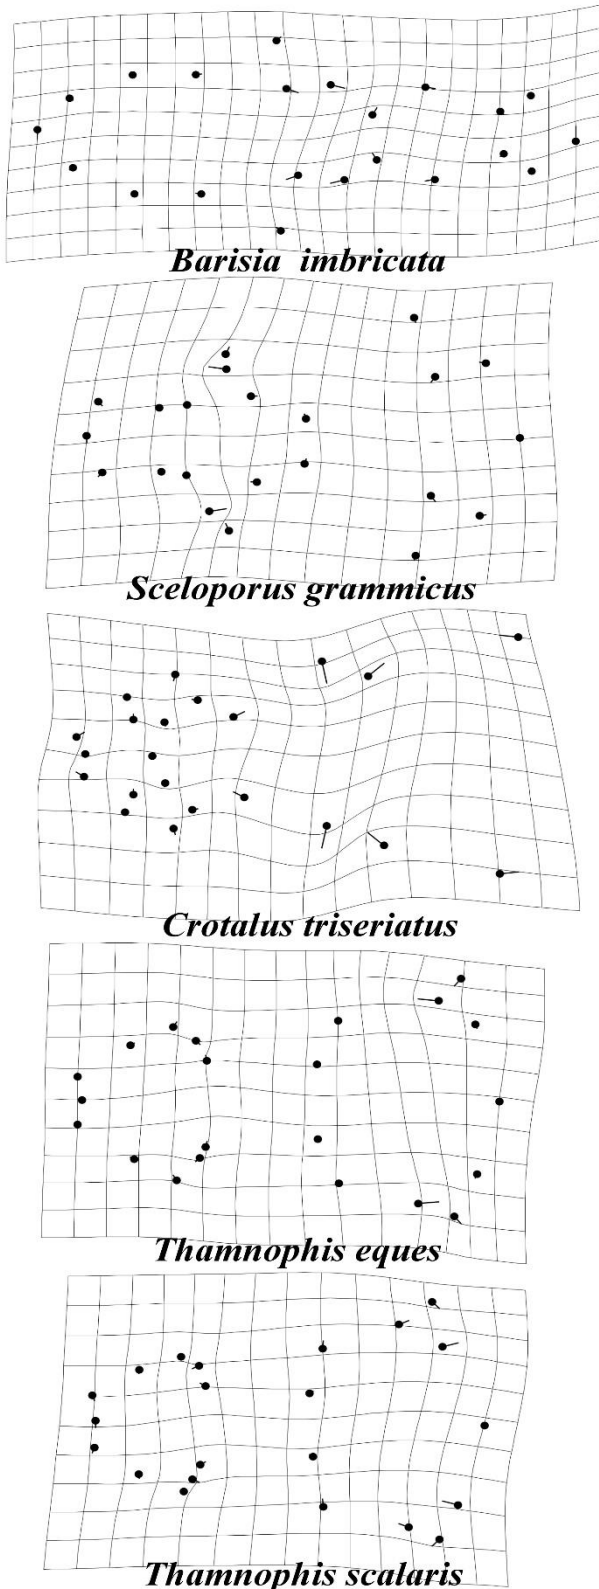 Barisia imbricata
Sceloporus grammicus
Crotalus triseriatus
Thamnophis eques
Thamnophis scalaris